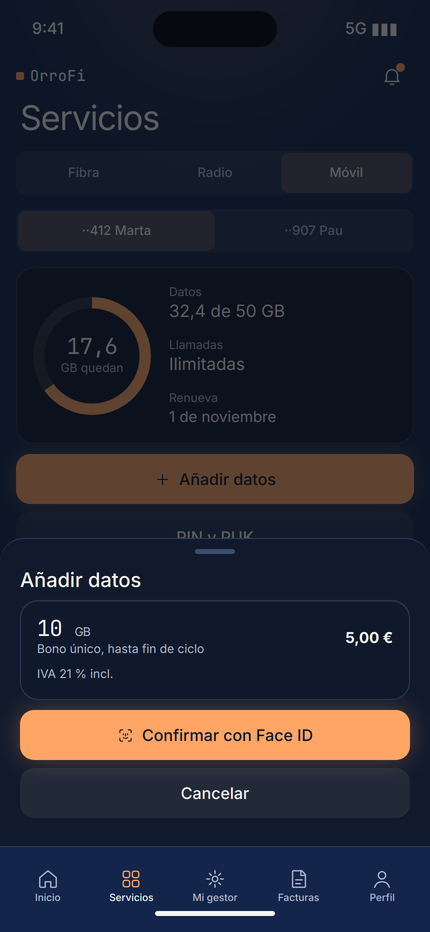 9:41
5G
OrroFi
Servicios
Fibra
Radio
Móvil
··412 Marta
··907 Pau
17,6
GB quedan
Datos
32,4 de 50 GB
Llamadas
Ilimitadas
Renueva
1 de noviembre
+ Añadir datos
PIN y PUK
Añadir datos
10 GB
Bono único, hasta fin de ciclo
5,00 €
IVA 21 % incl.
Confirmar con Face ID
Cancelar
Inicio
Servicios
Mi gestor
Facturas
Perfil